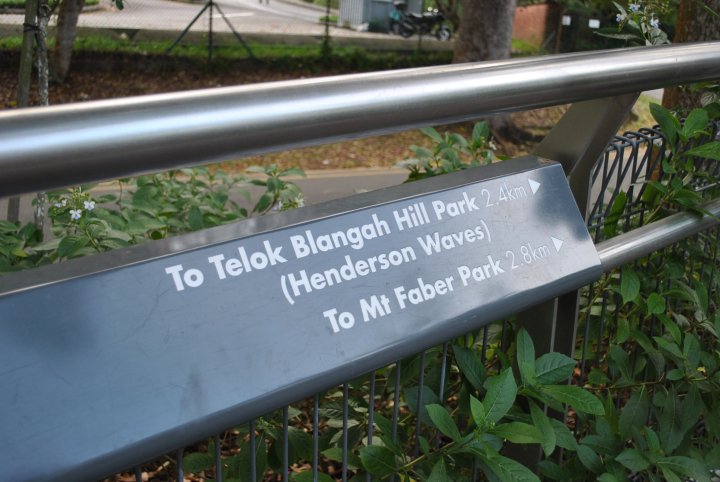 To Telok Blangah Hill Park 2.4km ▶
(Henderson Waves)
To Mt Faber Park 2.8km ▶